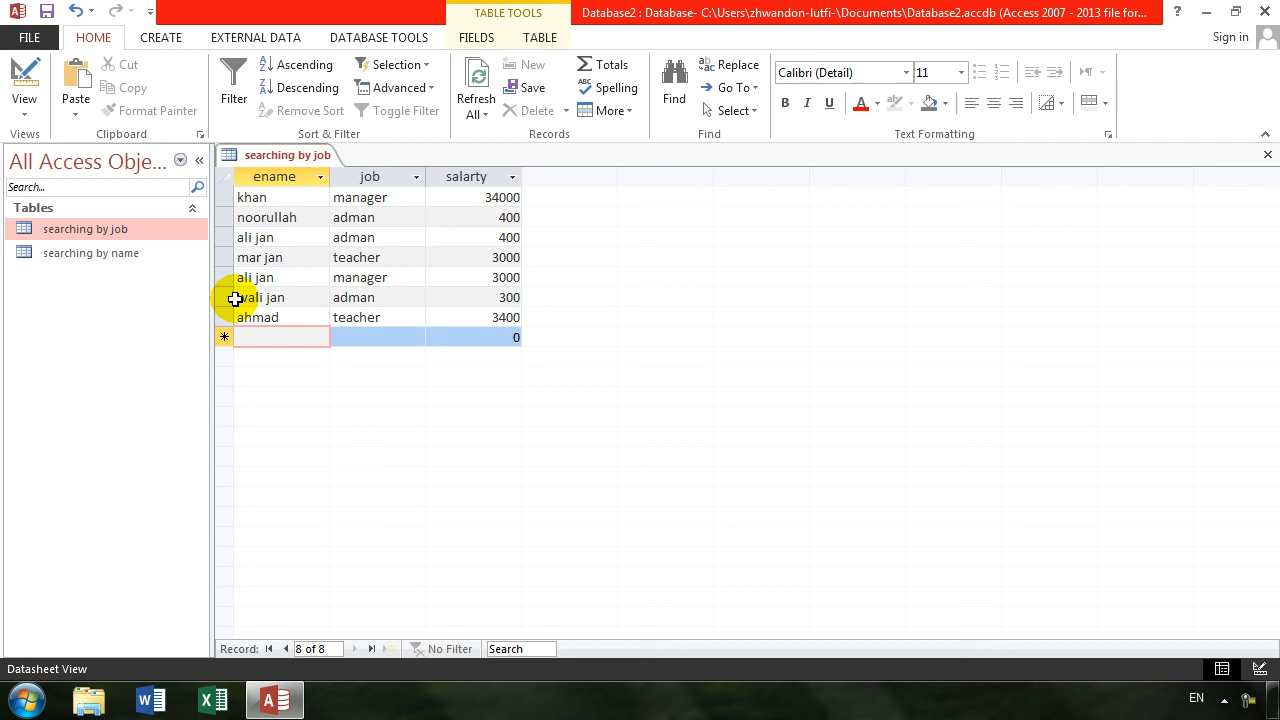 TABLE TOOLS
Database2 : Database- C:\Users\zhwandon-lutfi-\Documents\Database2.accdb (Access 2007 - 2013 file for...
?
FILE HOME CREATE EXTERNAL DATA DATABASE TOOLS FIELDS TABLE
Sign in
View
Views
Paste
Cut
Copy
Format Painter
Clipboard
Filter
Ascending
Descending
Remove Sort
Selection
Advanced
Toggle Filter
Sort & Filter
Refresh
All
New
Save
Delete
Totals
Spelling
More
Records
Find
Replace
Go To
Select
Find
Calibri (Detail) 11
B I U A
Text Formatting
All Access Obje...
Search...
Tables
searching by job
searching by name
searching by job
ename job salarty
khan manager 34000
noorullah adman 400
ali jan adman 400
mar jan teacher 3000
ali jan manager 3000
wali jan adman 300
ahmad teacher 3400
0
Record: 8 of 8 No Filter Search
Datasheet View
EN